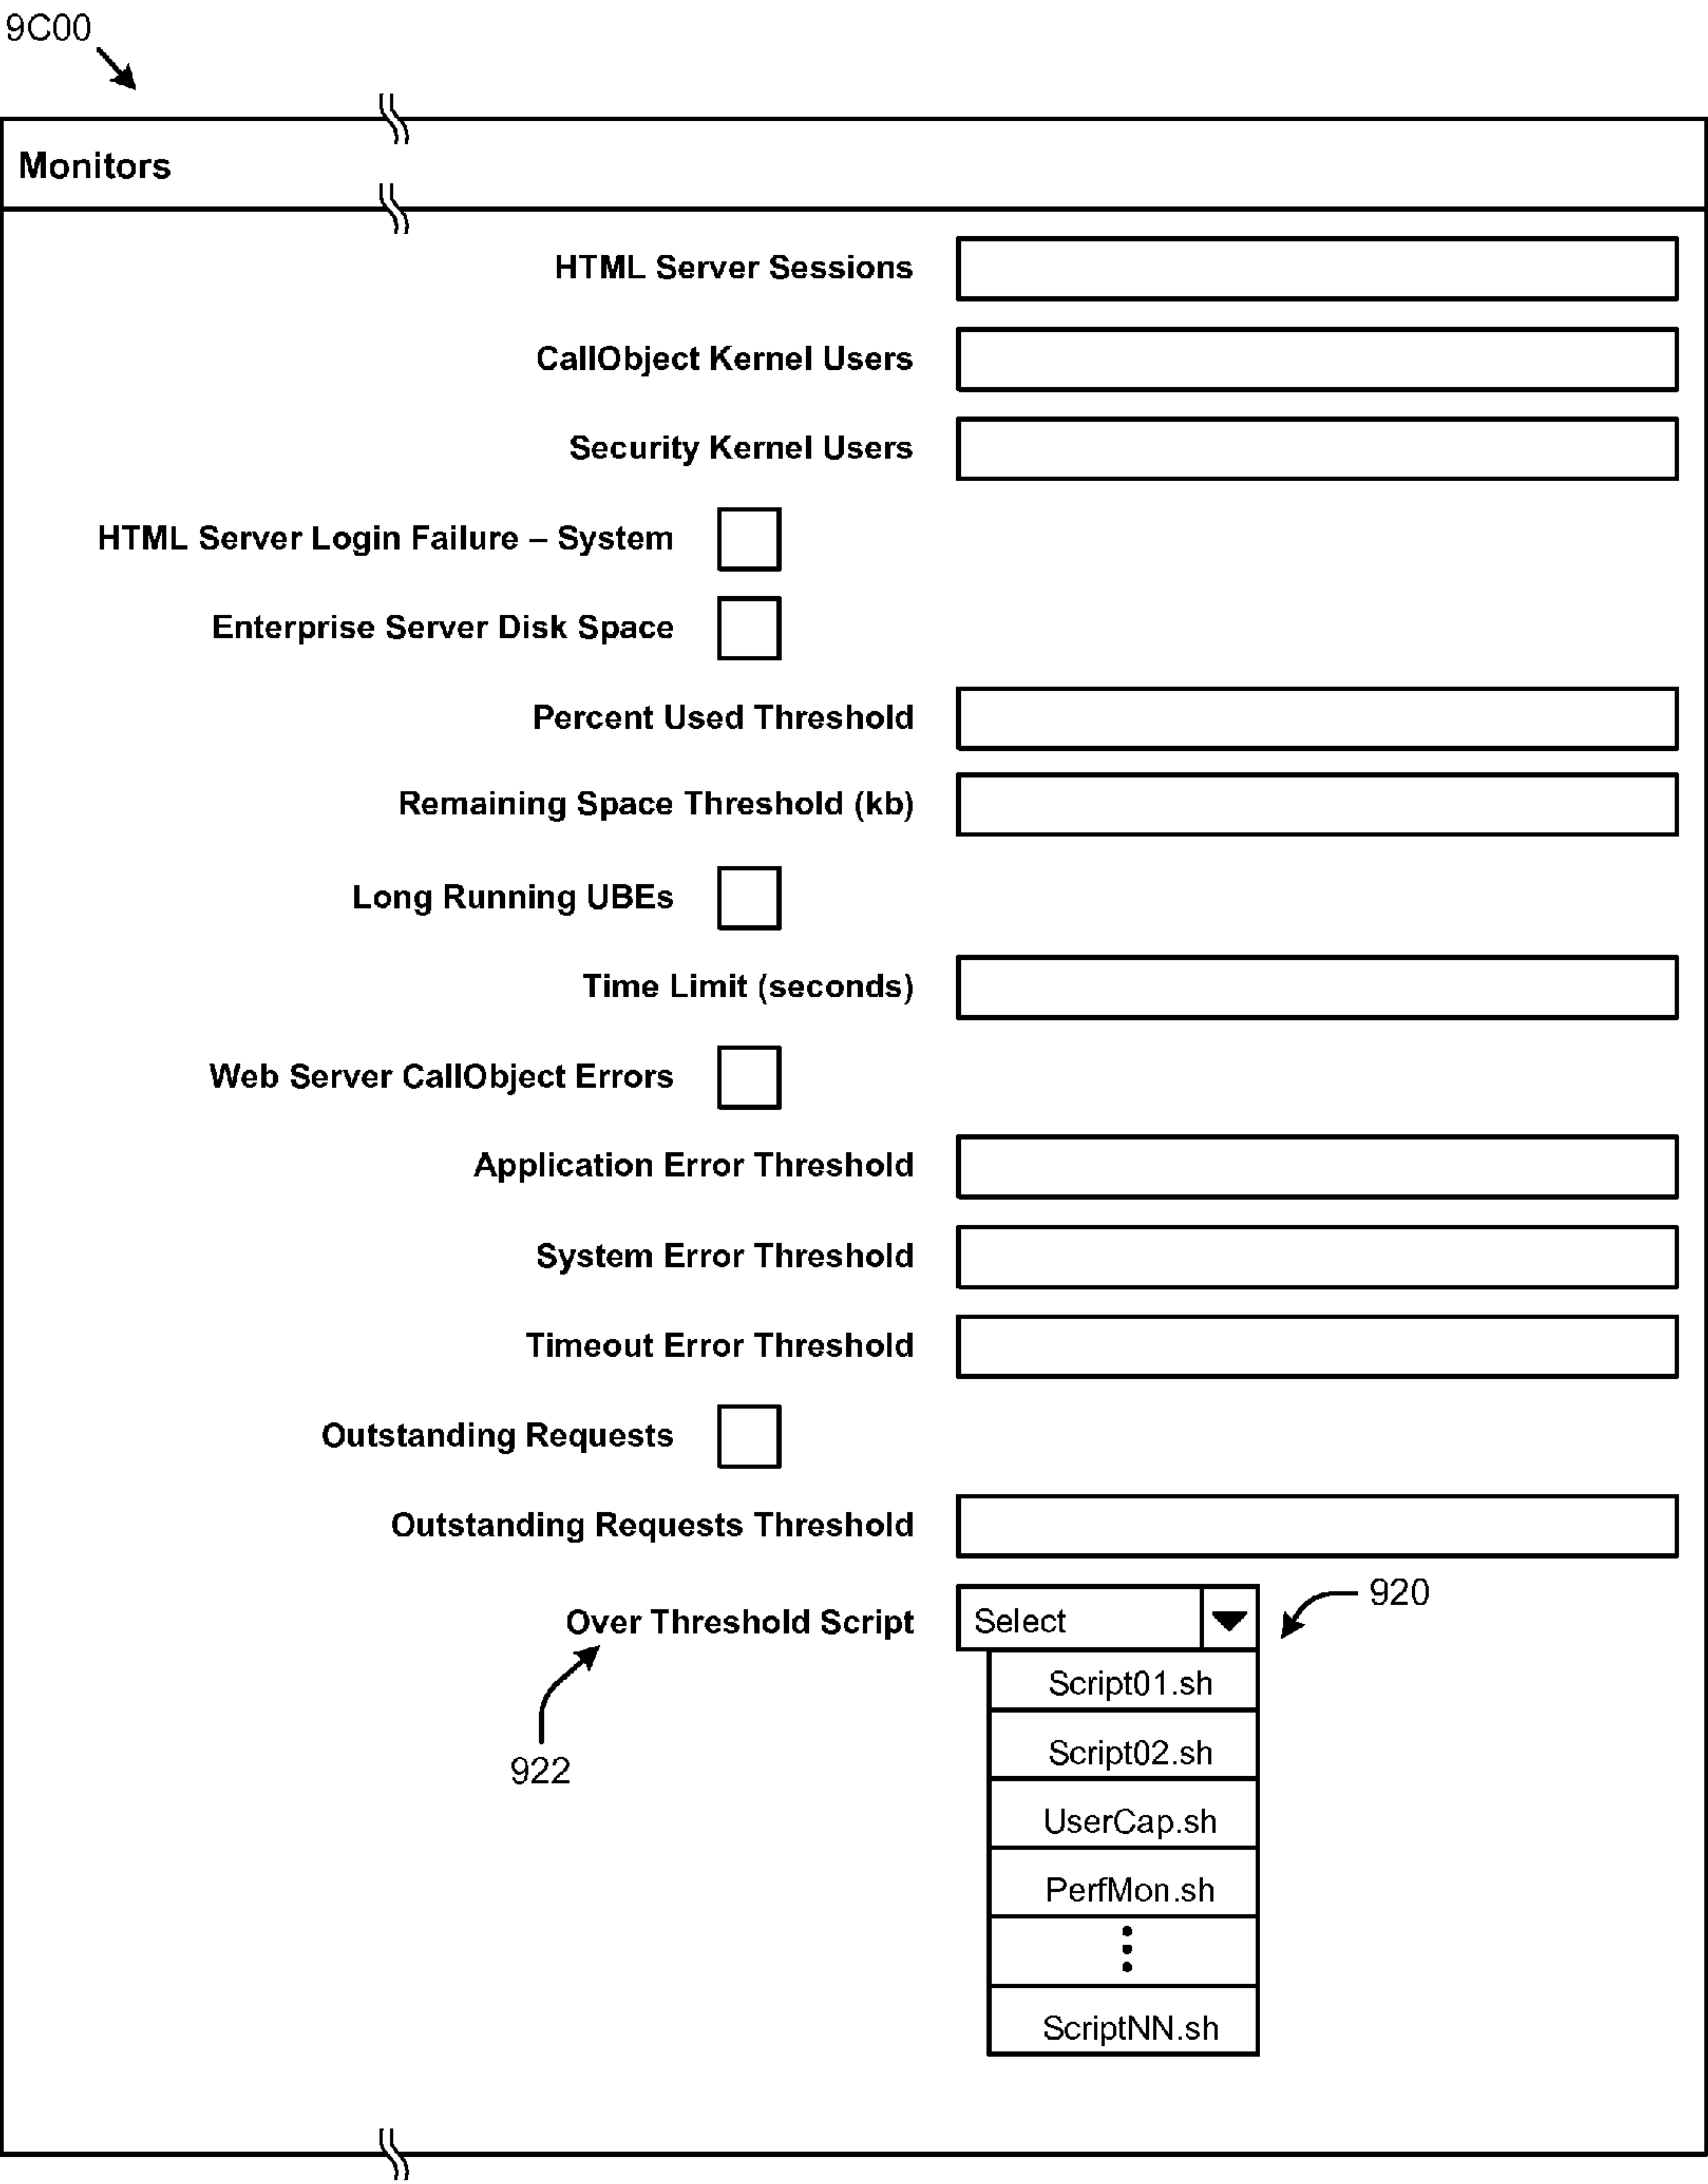 9C00
Monitors
HTML Server Sessions
CallObject Kernel Users
Security Kernel Users
HTML Server Login Failure – System
Enterprise Server Disk Space
Percent Used Threshold
Remaining Space Threshold (kb)
Long Running UBEs
Time Limit (seconds)
Web Server CallObject Errors
Application Error Threshold
System Error Threshold
Timeout Error Threshold
Outstanding Requests
Outstanding Requests Threshold
Over Threshold Script Select 920
Script01.sh
Script02.sh
922
UserCap.sh
PerfMon.sh
ScriptNN.sh